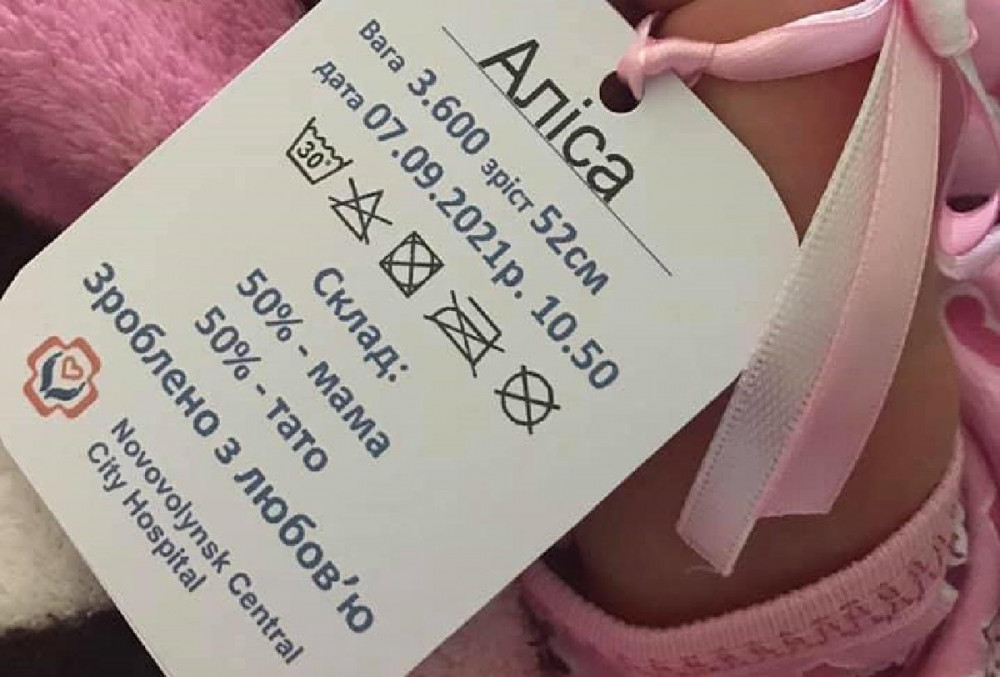 Аліса
Вага 3.600 зріст 52см
дата 07.09.2021р. 10.50
30°
Склад:
50% - мама
50% - тато
Зроблено з любов'ю
Novovolynsk Central
City Hospital